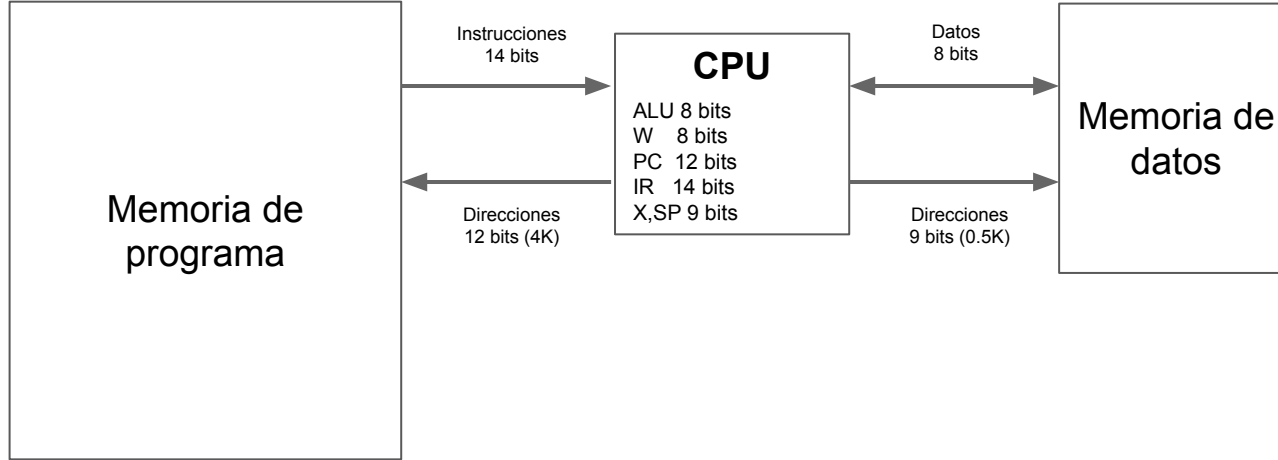 Memoria de
programa
Instrucciones
14 bits
Direcciones
12 bits (4K)
CPU
ALU 8 bits
W 8 bits
PC 12 bits
IR 14 bits
X,SP 9 bits
Datos
8 bits
Direcciones
9 bits (0.5K)
Memoria de
datos